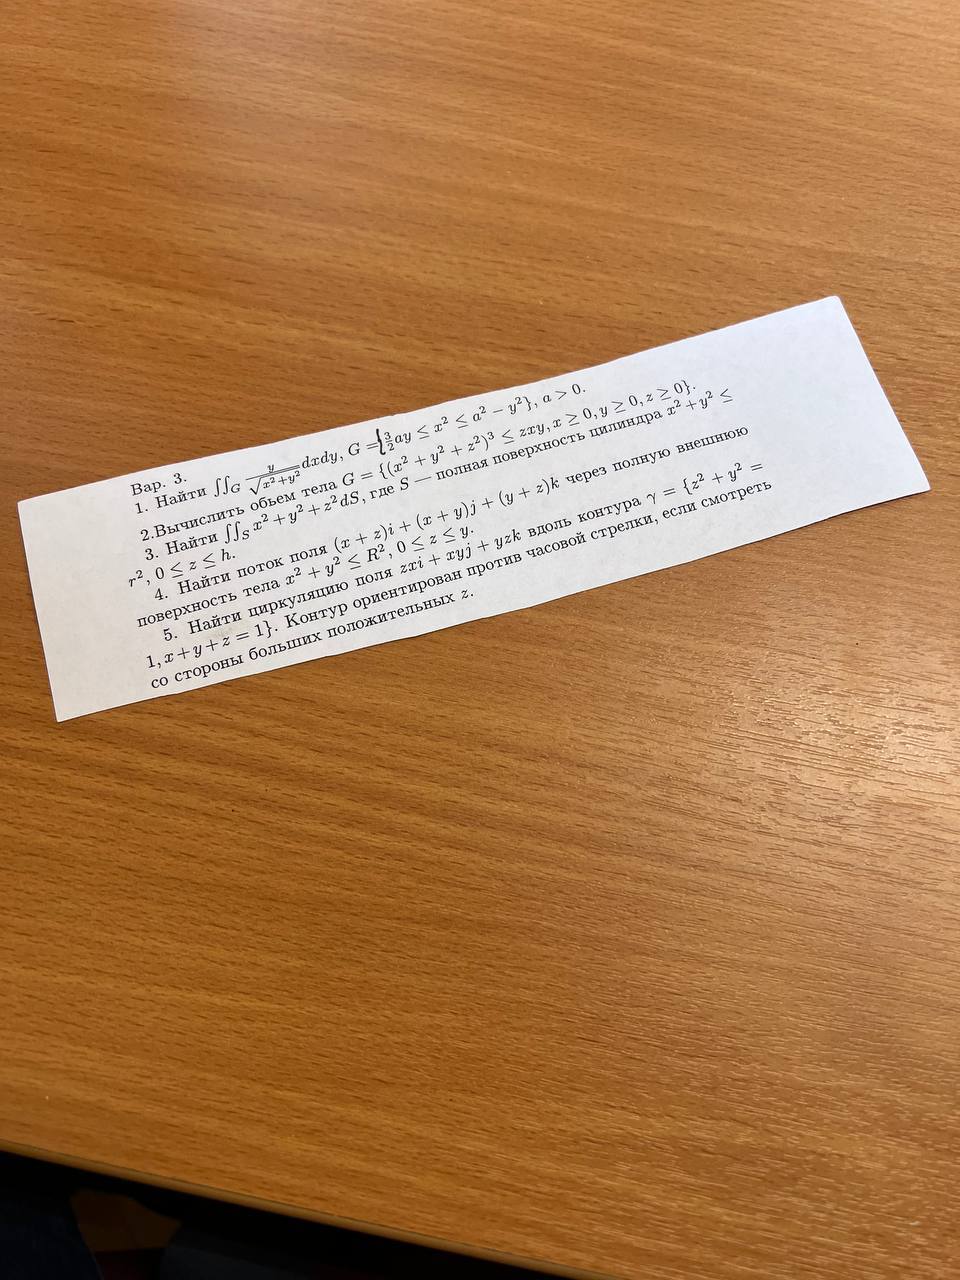 Вар. 3.
1. Найти ∬_G y/√(x²+y²) dxdy, G = {3/2 ay ≤ x² ≤ a² − y²}, a > 0.
2.Вычислить обьем тела G = {(x² + y² + z²)³ ≤ zxy, x ≥ 0, y ≥ 0, z ≥ 0}.
3. Найти ∬_S x² + y² + z² dS, где S — полная поверхность цилиндра x² + y² ≤
r², 0 ≤ z ≤ h.
4. Найти поток поля (x + z)i + (x + y)j + (y + z)k через полную внешнюю
поверхность тела x² + y² ≤ R², 0 ≤ z ≤ y.
5. Найти циркуляцию поля zxi + xyj + yzk вдоль контура γ = {z² + y² =
1, x + y + z = 1}. Контур ориентирован против часовой стрелки, если смотреть
со стороны больших положительных z.